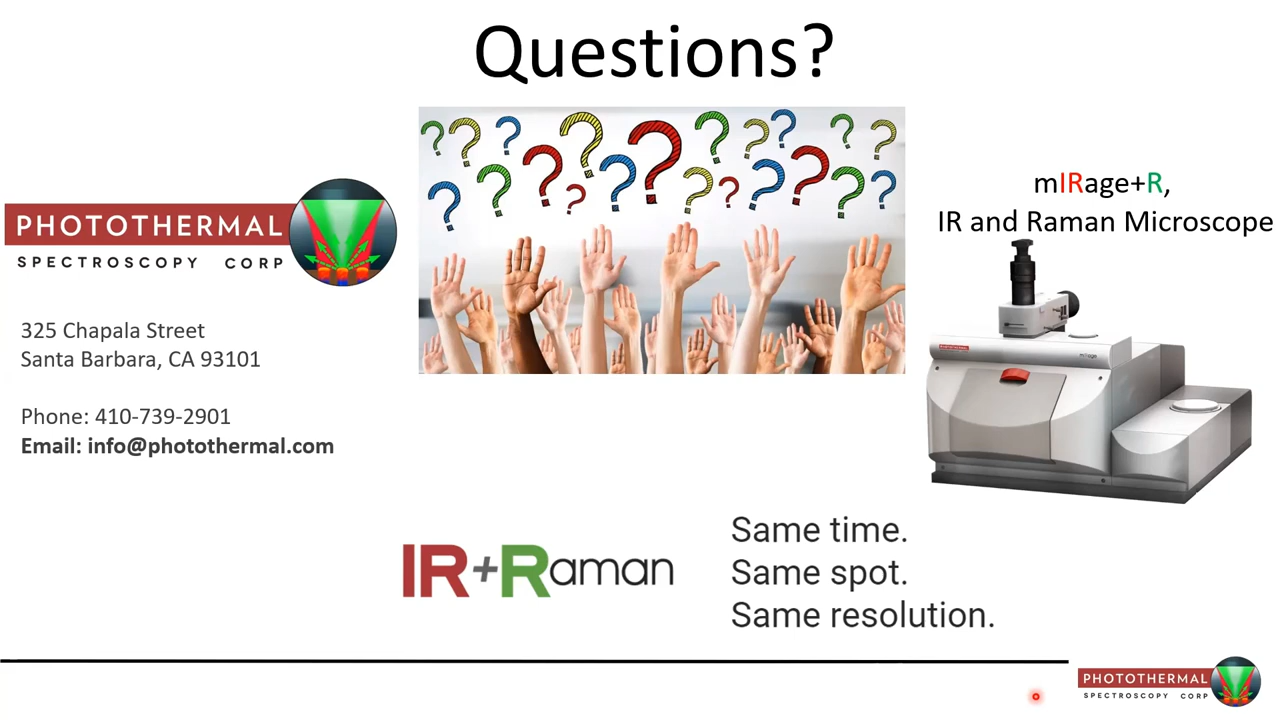 Questions?
PHOTOTHERMAL
SPECTROSCOPY CORP
325 Chapala Street
Santa Barbara, CA 93101
Phone: 410-739-2901
Email: info@photothermal.com
mIRage+R,
IR and Raman Microscope
mIRage
IR+Raman
Same time.
Same spot.
Same resolution.
PHOTOTHERMAL
SPECTROSCOPY CORP